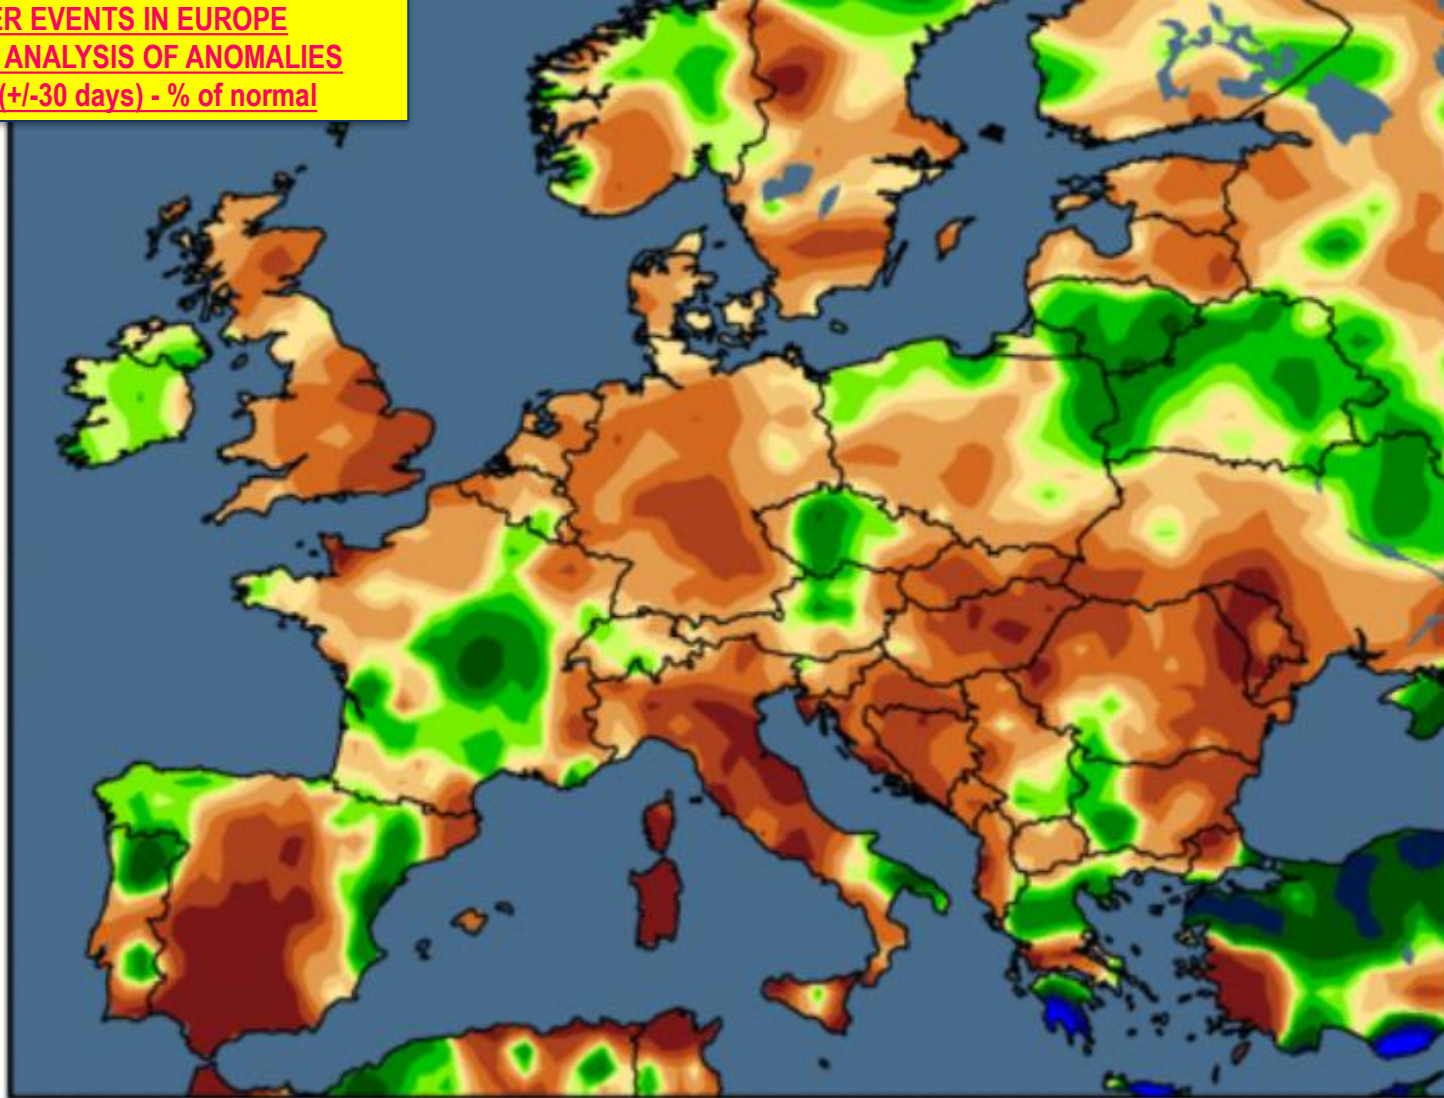 ER EVENTS IN EUROPE
ANALYSIS OF ANOMALIES
(+/-30 days) - % of normal